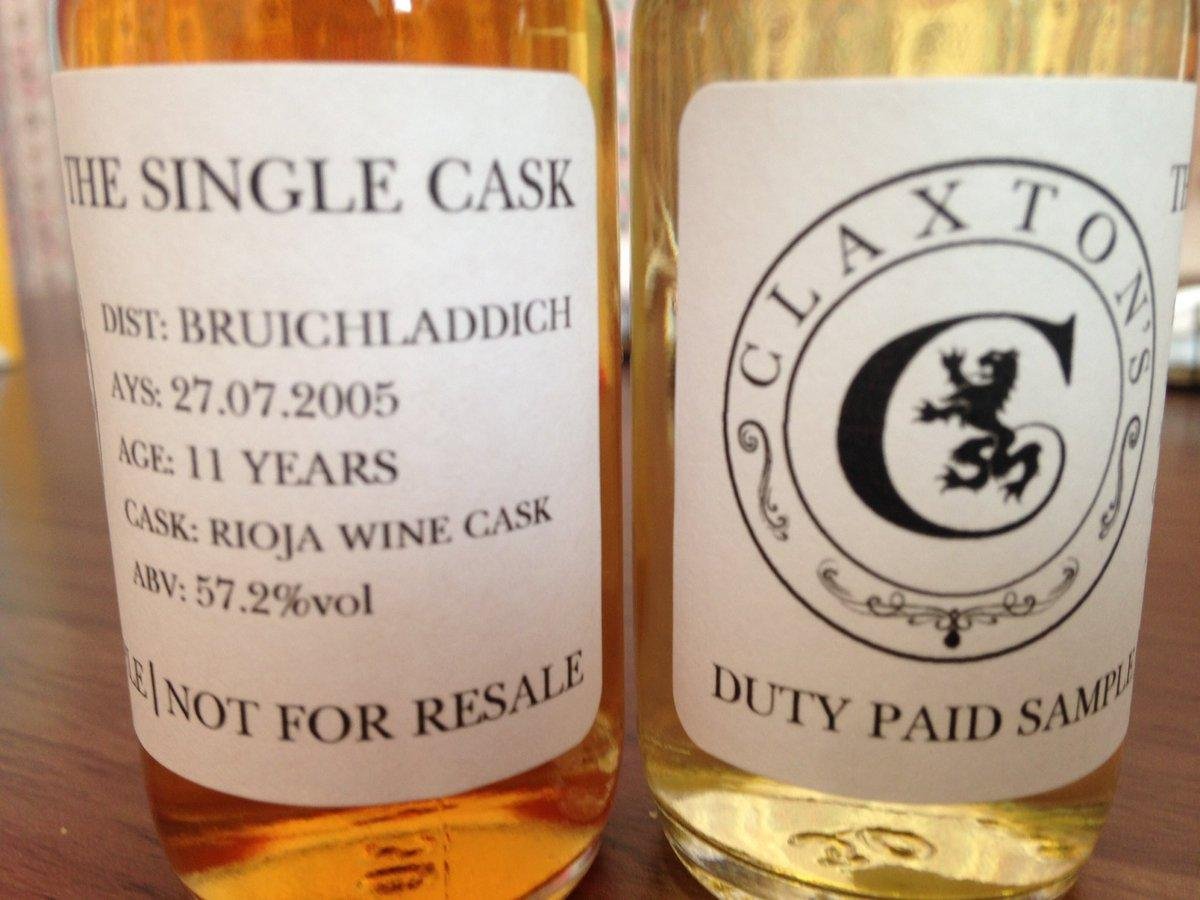 THE SINGLE CASK
DIST: BRUICHLADDICH
AYS: 27.07.2005
AGE: 11 YEARS
CASK: RIOJA WINE CASK
ABV: 57.2%vol
LE|NOT FOR RESALE
CLAXTON'S
C
DUTY PAID SAMPLE